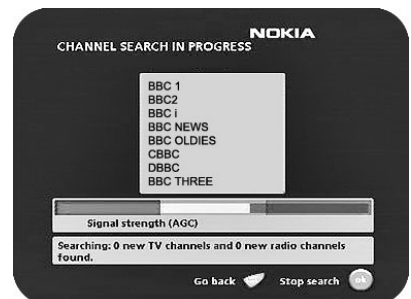 NOKIA
CHANNEL SEARCH IN PROGRESS
BBC 1
BBC2
BBC i
BBC NEWS
BBC OLDIES
CBBC
DBBC
BBC THREE
Signal strength (AGC)
Searching: 0 new TV channels and 0 new radio channels
found.
Go back Stop search ok